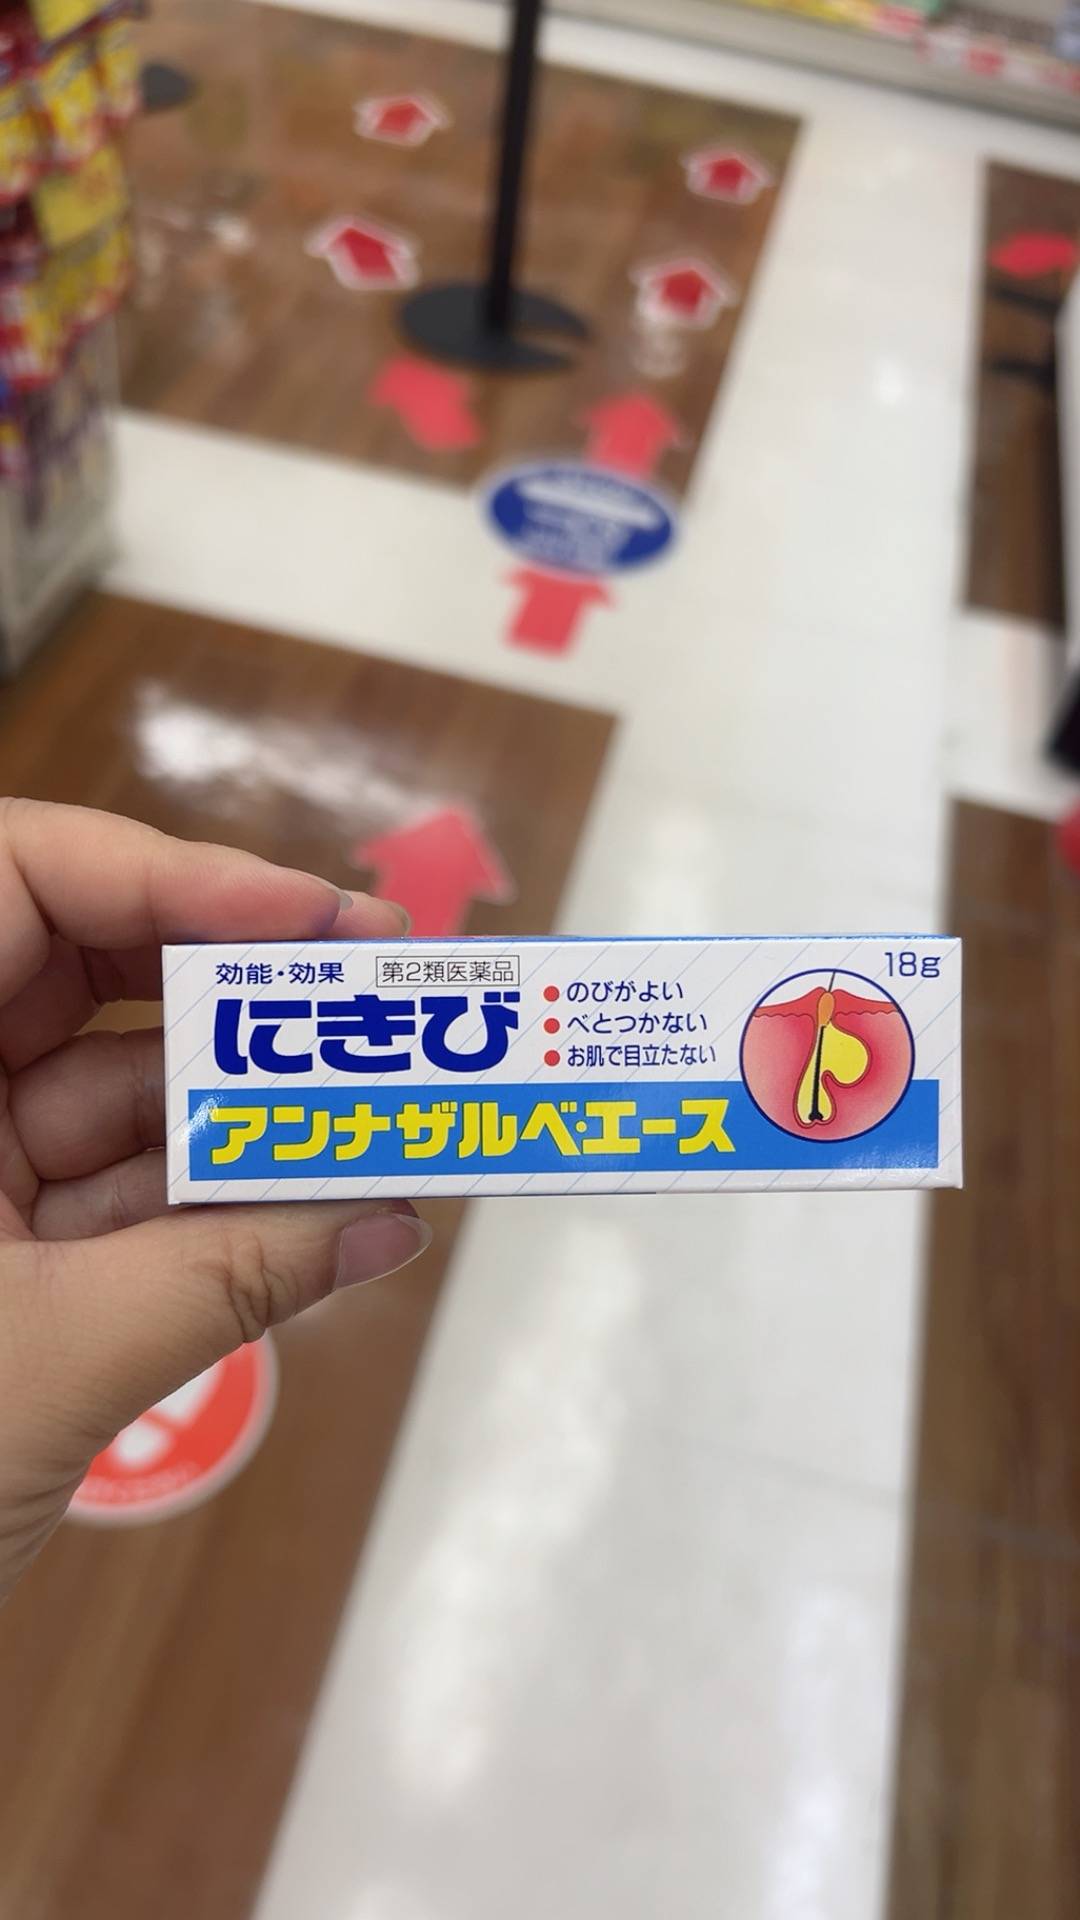 効能・効果
第2類医薬品
にきび
のびがよい
べとつかない
お肌で目立たない
18g
アンナザルベ・エース